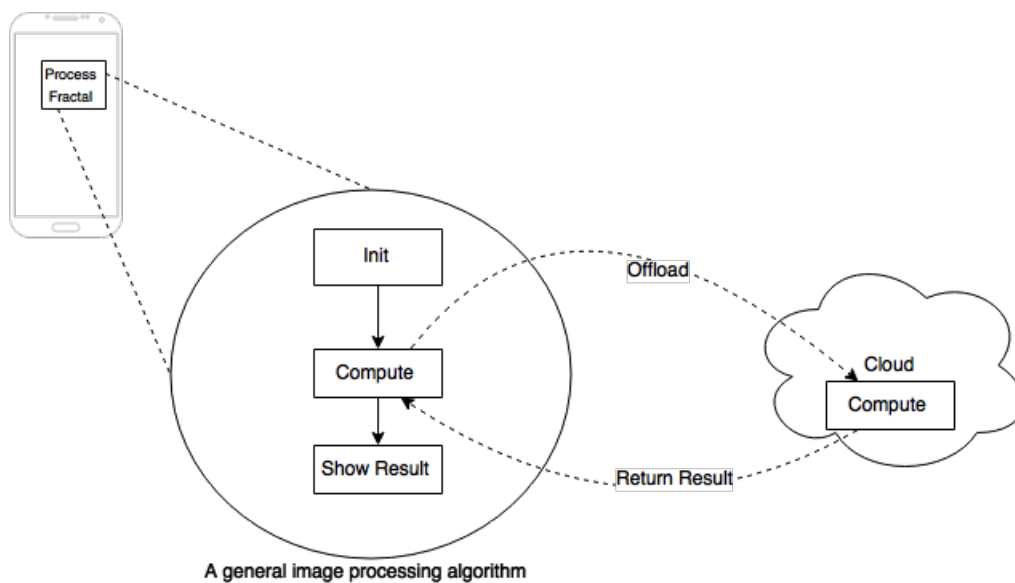 Process
Fractal
Init
Offload
Compute
Cloud
Compute
Show Result
Return Result
A general image processing algorithm